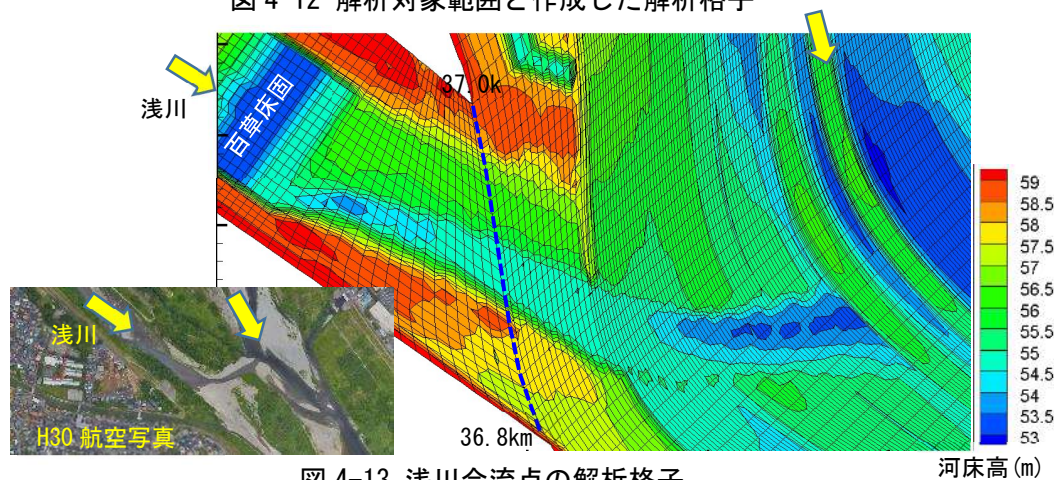 図 4-12 解析対象範囲と作成した解析格子
浅川
百草床固
37.0k
59
58.5
58
57.5
57
56.5
56
55.5
55
54.5
54
53.5
53
河床高(m)
浅川
H30 航空写真
36.8km
図 4-13 浅川合流点の解析格子